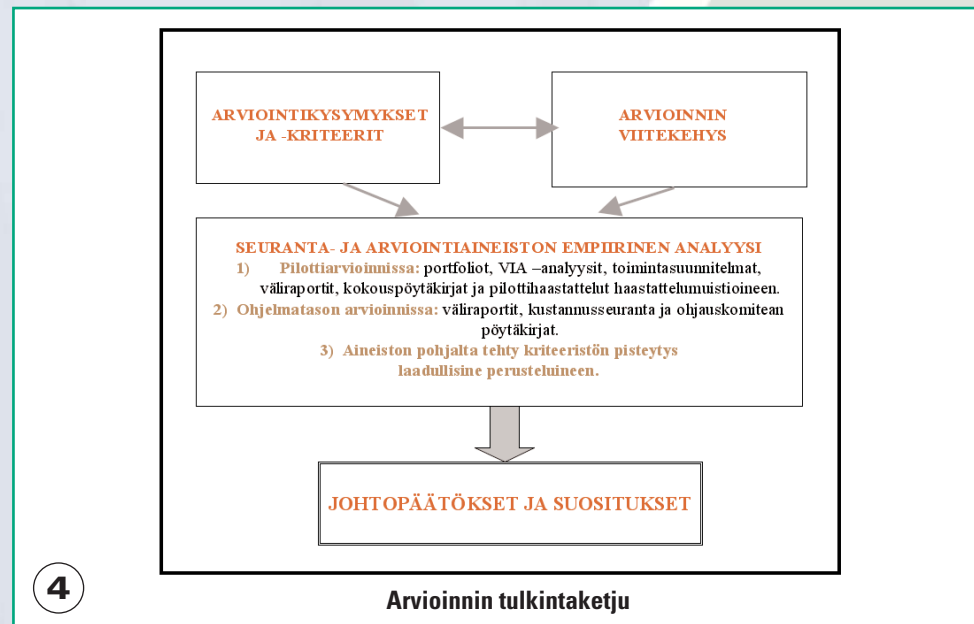 ARVIOINTIKYSYMYKSET
JA -KRITEERIT
ARVIOINNIN
VIITEKEHYS
SEURANTA- JA ARVIOINTIAINEISTON EMPIIRINEN ANALYYSI
1) Pilottiarvioinnissa: portfoliot, VIA –analyysit, toimintasuunnitelmat,
väliraportit, kokouspöytäkirjat ja pilottihaastattelut haastattelumuistioineen.
2) Ohjelmatason arvioinnissa: väliraportit, kustannusseuranta ja ohjauskomitean
pöytäkirjat.
3) Aineiston pohjalta tehty kriteeristön pisteytys
laadullisine perusteluineen.
JOHTOPÄÄTÖKSET JA SUOSITUKSET
4
Arvioinnin tulkintaketju